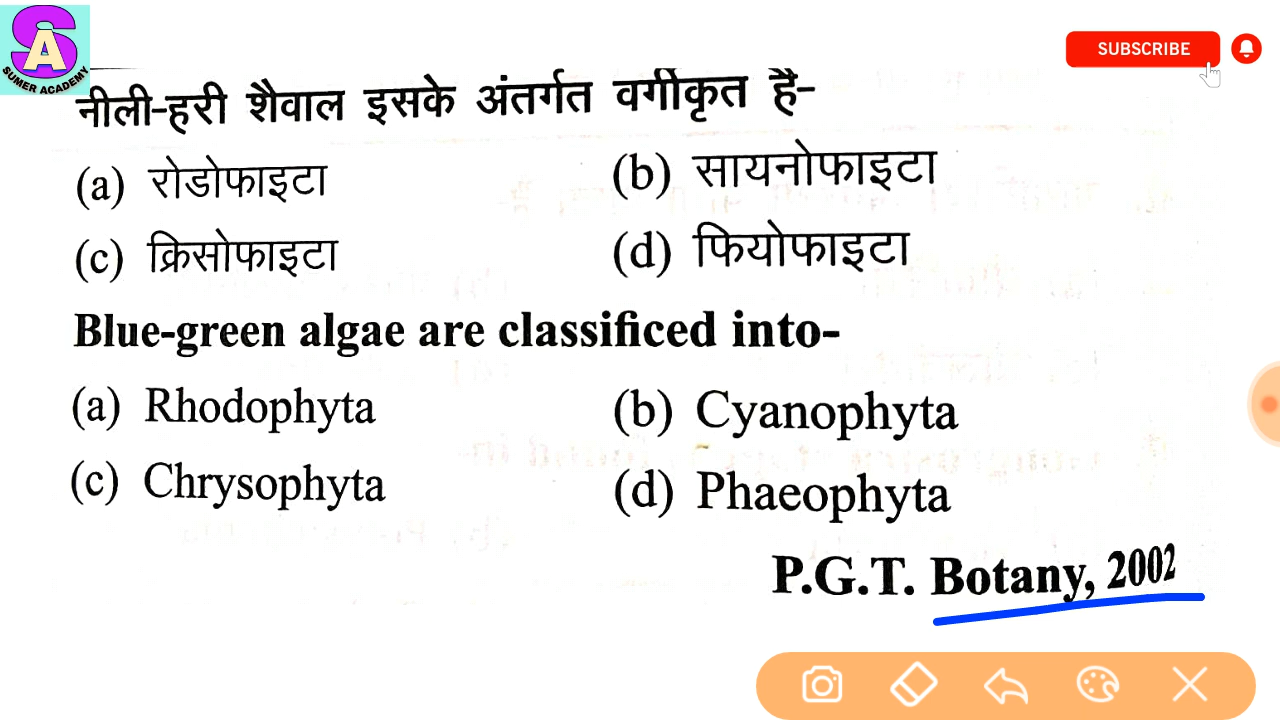 SA
SUMER ACADEMY
SUBSCRIBE
नीली-हरी शैवाल इसके अंतर्गत वर्गीकृत हैं-
(a) रोडोफाइटा (b) सायनोफाइटा
(c) क्रिसोफाइटा (d) फियोफाइटा
Blue-green algae are classificed into-
(a) Rhodophyta (b) Cyanophyta
(c) Chrysophyta (d) Phaeophyta
P.G.T. Botany, 2002